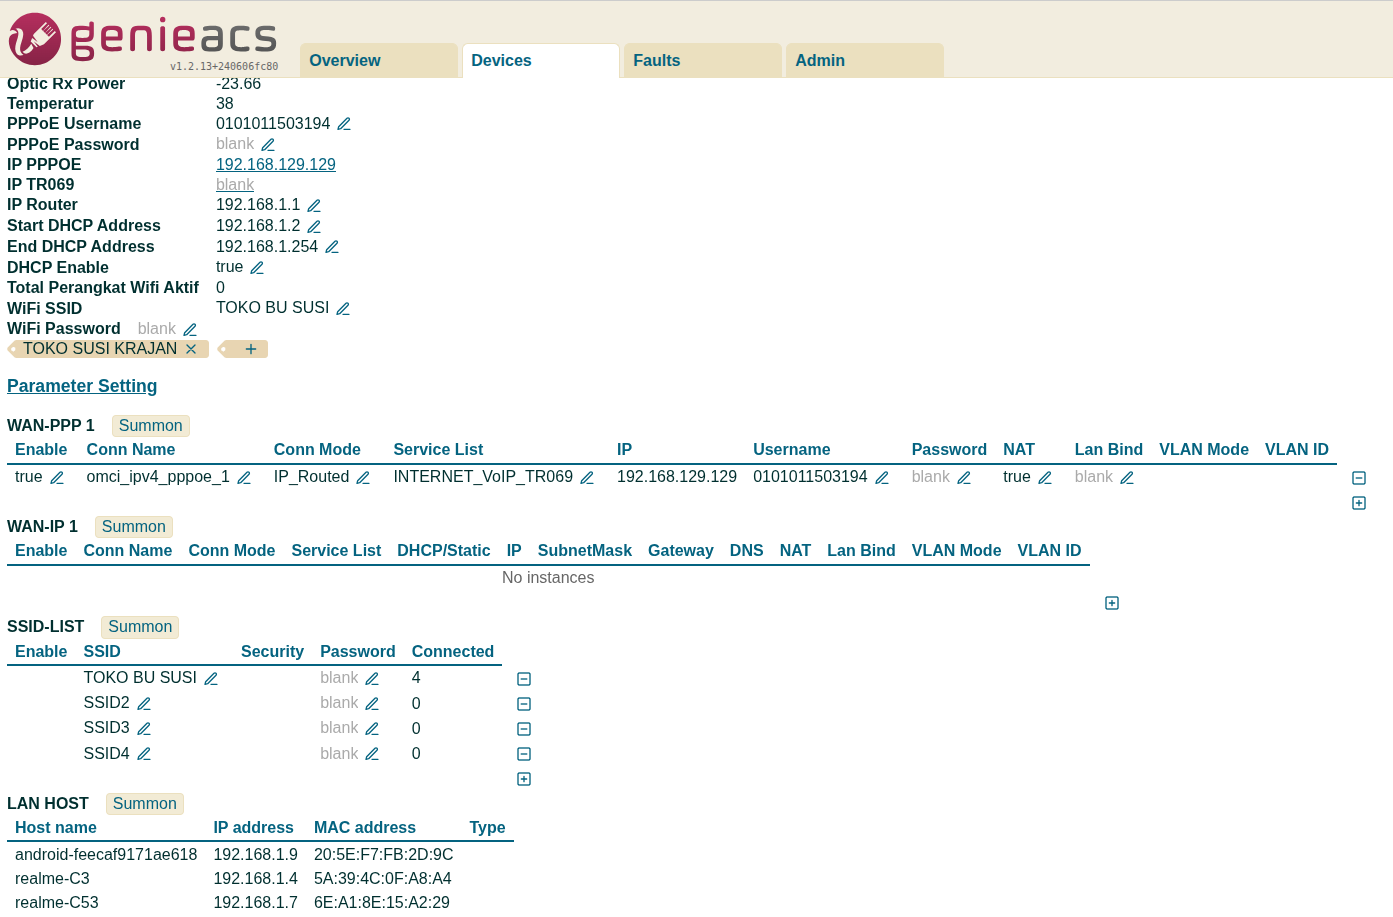 genieacs
v1.2.13+240606fc80
Overview Devices Faults Admin
Optic Rx Power -23.66
Temperatur 38
PPPoE Username 0101011503194
PPPoE Password blank
IP PPPOE 192.168.129.129
IP TR069 blank
IP Router 192.168.1.1
Start DHCP Address 192.168.1.2
End DHCP Address 192.168.1.254
DHCP Enable true
Total Perangkat Wifi Aktif 0
WiFi SSID TOKO BU SUSI
WiFi Password blank
TOKO SUSI KRAJAN
Parameter Setting
WAN-PPP 1 Summon
Enable Conn Name Conn Mode Service List IP Username Password NAT Lan Bind VLAN Mode VLAN ID
true omci_ipv4_pppoe_1 IP_Routed INTERNET_VoIP_TR069 192.168.129.129 0101011503194 blank true blank
WAN-IP 1 Summon
Enable Conn Name Conn Mode Service List DHCP/Static IP SubnetMask Gateway DNS NAT Lan Bind VLAN Mode VLAN ID
No instances
SSID-LIST Summon
Enable SSID Security Password Connected
TOKO BU SUSI blank 4
SSID2 blank 0
SSID3 blank 0
SSID4 blank 0
LAN HOST Summon
Host name IP address MAC address Type
android-feecaf9171ae618 192.168.1.9 20:5E:F7:FB:2D:9C
realme-C3 192.168.1.4 5A:39:4C:0F:A8:A4
realme-C53 192.168.1.7 6E:A1:8E:15:A2:29